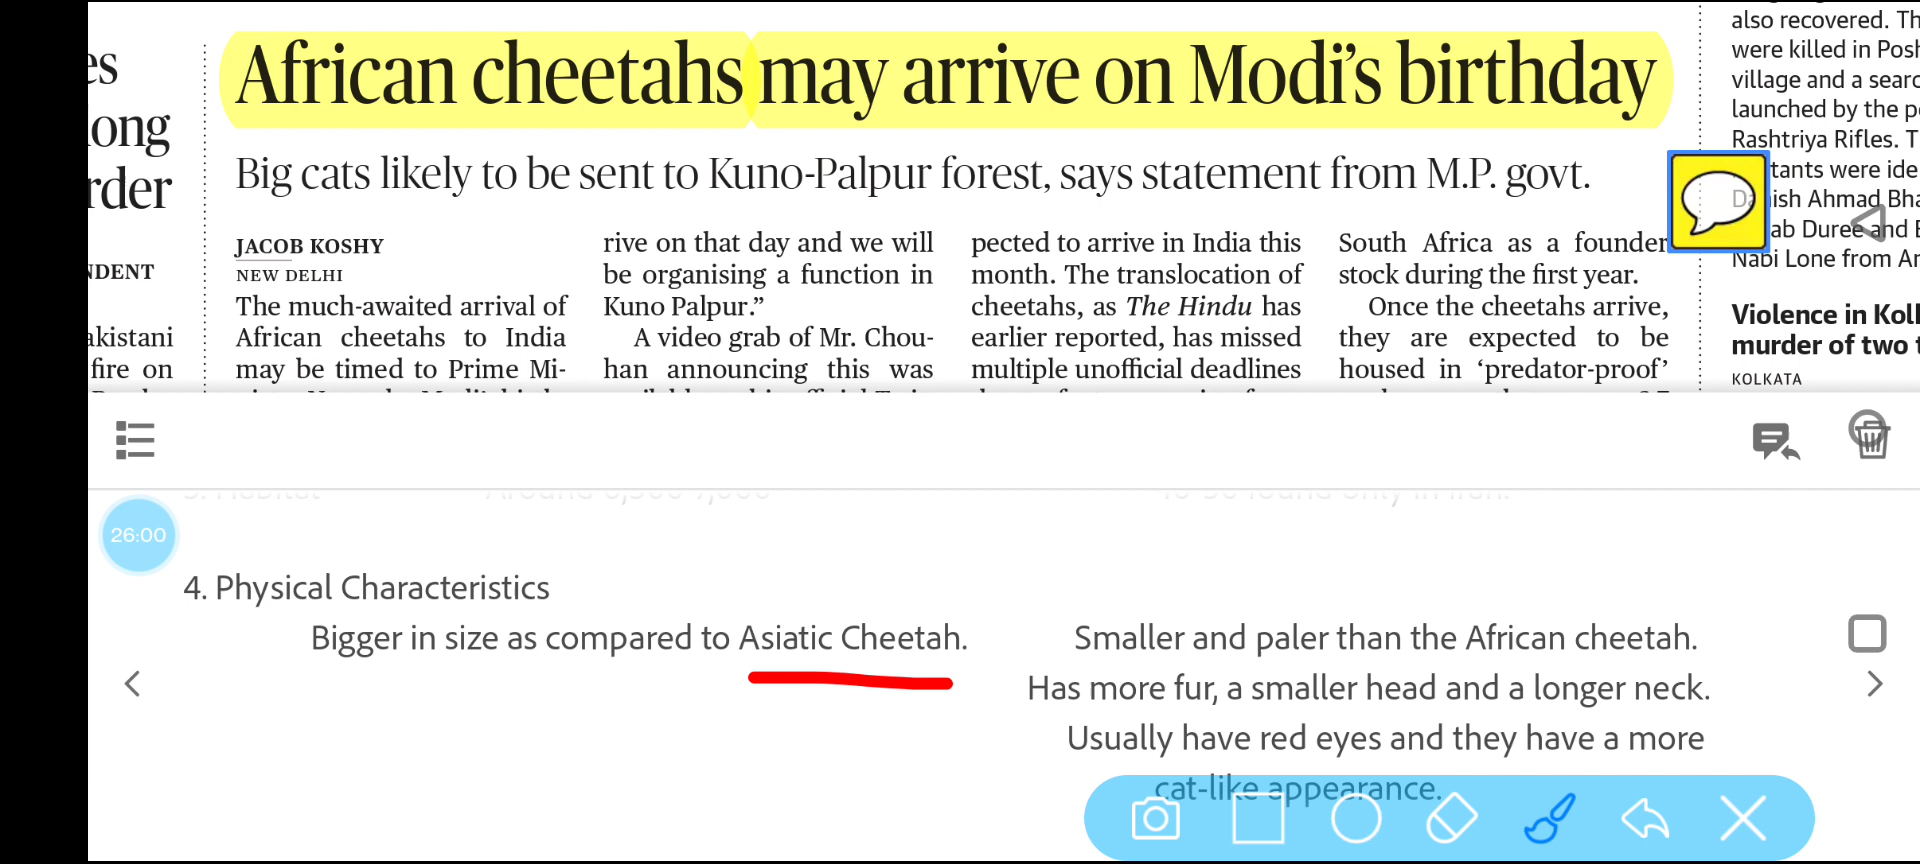 es
long
rder
NDENT
akistani
fire on
African cheetahs may arrive on Modi's birthday
Big cats likely to be sent to Kuno-Palpur forest, says statement from M.P. govt.
JACOB KOSHY
NEW DELHI
The much-awaited arrival of
African cheetahs to India
may be timed to Prime Mi-
rive on that day and we will
be organising a function in
Kuno Palpur.”
A video grab of Mr. Chou-
han announcing this was
pected to arrive in India this
month. The translocation of
cheetahs, as The Hindu has
earlier reported, has missed
multiple unofficial deadlines
South Africa as a founder
stock during the first year.
Once the cheetahs arrive,
they are expected to be
housed in ‘predator-proof’
also recovered. Th
were killed in Posh
village and a searc
launched by the po
Rashtriya Rifles. T
tants were ide
Danish Ahmad Bha
ab Duree and
Nabi Lone from Ar
Violence in Koll
murder of two t
KOLKATA
26:00
4. Physical Characteristics
Bigger in size as compared to Asiatic Cheetah.
Smaller and paler than the African cheetah.
Has more fur, a smaller head and a longer neck.
Usually have red eyes and they have a more
cat-like appearance.